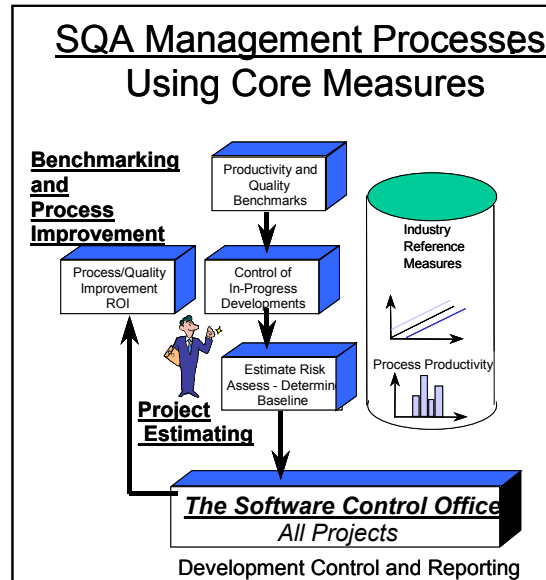 SQA Management Processes:
Using Core Measures
Benchmarking
and
Process
Improvement
Productivity and
Quality
Benchmarks
Industry
Reference
Measures
Process/Quality
Improvement
ROI
Control of
In-Progress
Developments
Process Productivity
Estimate Risk
Assess - Determin
Baseline
Project
Estimating
The Software Control Office
All Projects
Development Control and Reporting